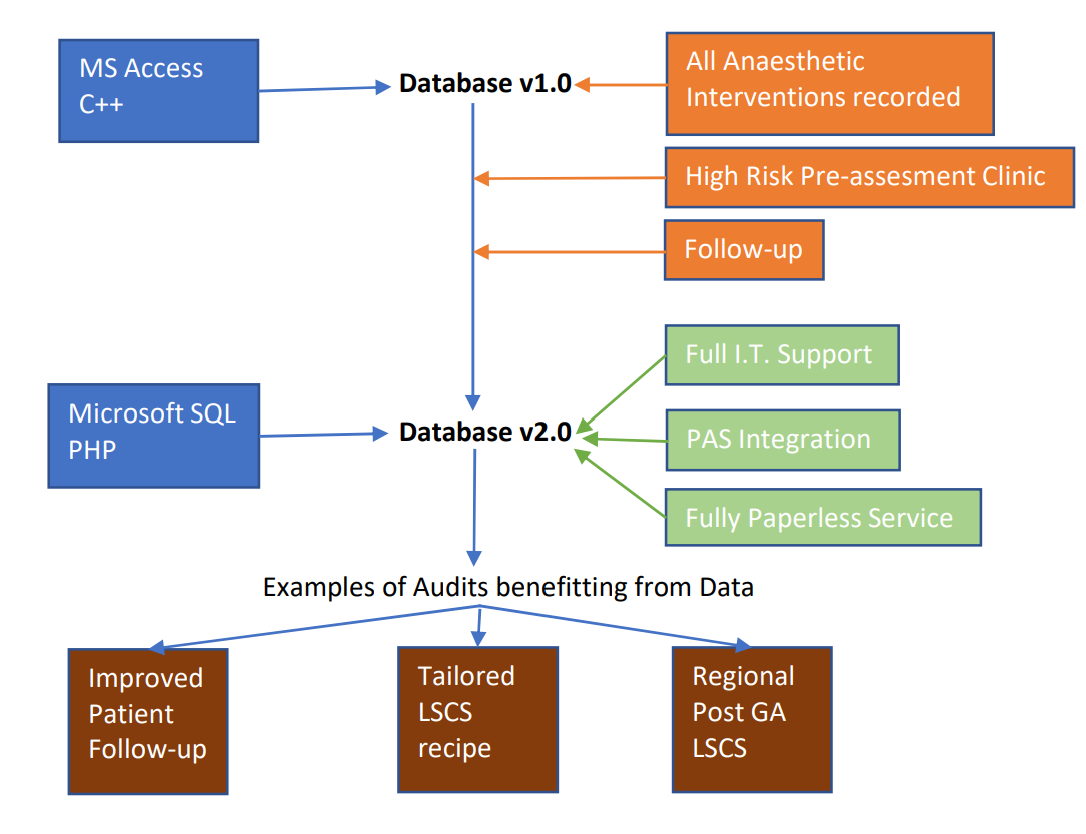 MS Access
C++
Database v1.0
All Anaesthetic
Interventions recorded
High Risk Pre-assesment Clinic
Follow-up
Full I.T. Support
Microsoft SQL
PHP
Database v2.0
PAS Integration
Fully Paperless Service
Examples of Audits benefitting from Data
Improved
Patient
Follow-up
Tailored
LSCS
recipe
Regional
Post GA
LSCS